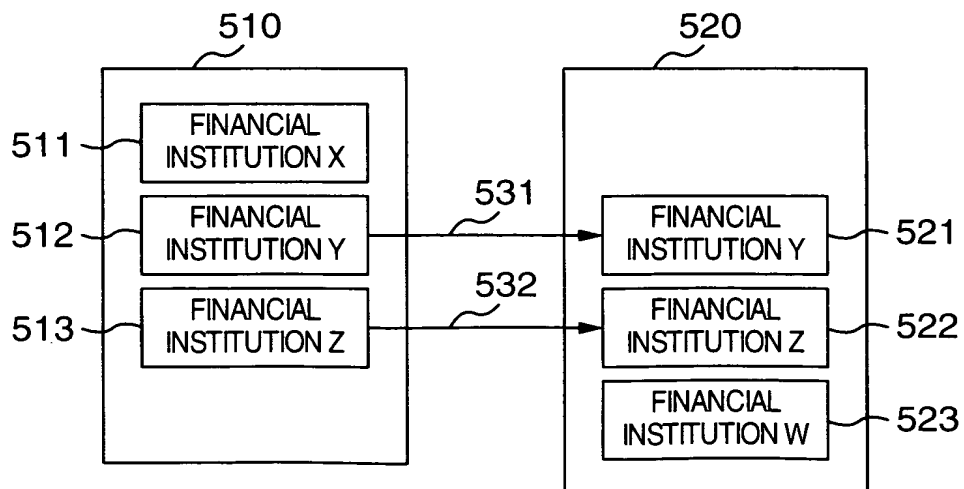 510
520
511
FINANCIAL
INSTITUTION X
512
FINANCIAL
INSTITUTION Y
531
FINANCIAL
INSTITUTION Y
521
513
FINANCIAL
INSTITUTION Z
532
FINANCIAL
INSTITUTION Z
522
FINANCIAL
INSTITUTION W
523